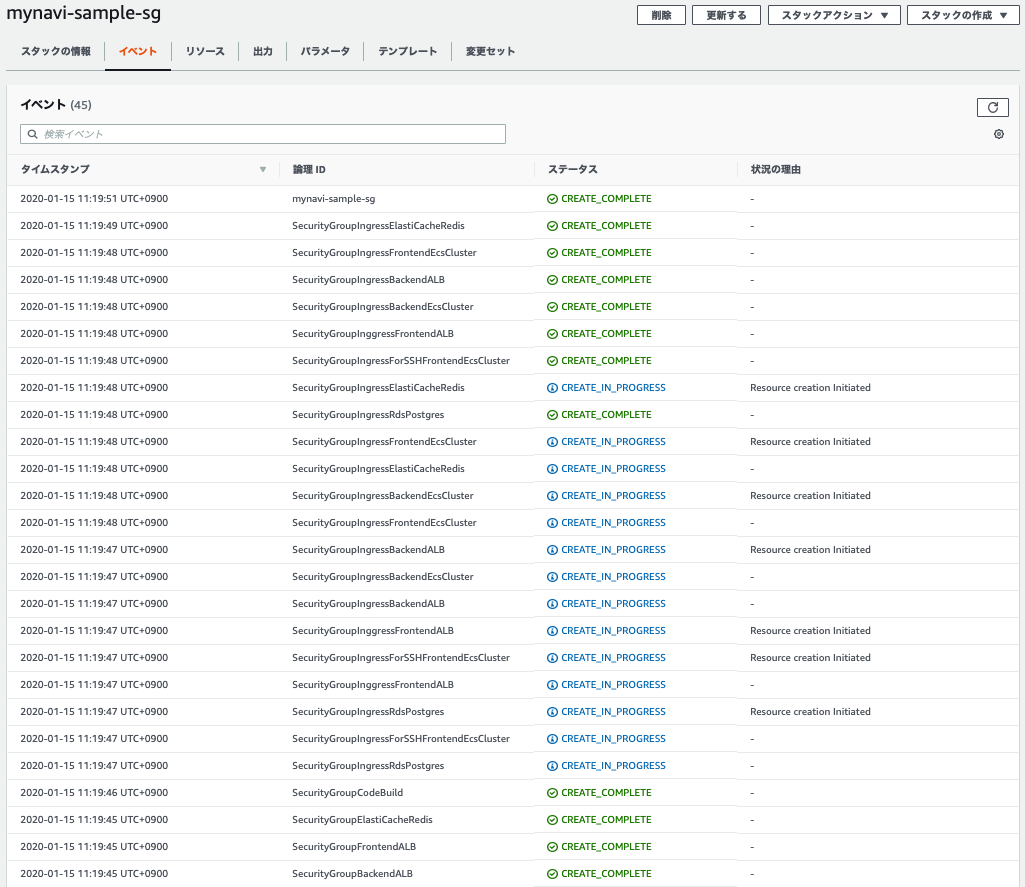 mynavi-sample-sg
削除 更新する スタックアクション ▼ スタックの作成 ▼
スタックの情報 イベント リソース 出力 パラメータ テンプレート 変更セット
イベント (45)
検索イベント
タイムスタンプ ▼ 論理 ID ステータス 状況の理由
2020-01-15 11:19:51 UTC+0900 mynavi-sample-sg CREATE_COMPLETE -
2020-01-15 11:19:49 UTC+0900 SecurityGroupIngressElastiCacheRedis CREATE_COMPLETE -
2020-01-15 11:19:48 UTC+0900 SecurityGroupIngressFrontendEcsCluster CREATE_COMPLETE -
2020-01-15 11:19:48 UTC+0900 SecurityGroupIngressBackendALB CREATE_COMPLETE -
2020-01-15 11:19:48 UTC+0900 SecurityGroupIngressBackendEcsCluster CREATE_COMPLETE -
2020-01-15 11:19:48 UTC+0900 SecurityGroupInggressFrontendALB CREATE_COMPLETE -
2020-01-15 11:19:48 UTC+0900 SecurityGroupIngressForSSHFrontendEcsCluster CREATE_COMPLETE -
2020-01-15 11:19:48 UTC+0900 SecurityGroupIngressElastiCacheRedis CREATE_IN_PROGRESS Resource creation Initiated
2020-01-15 11:19:48 UTC+0900 SecurityGroupIngressRdsPostgres CREATE_COMPLETE -
2020-01-15 11:19:48 UTC+0900 SecurityGroupIngressFrontendEcsCluster CREATE_IN_PROGRESS Resource creation Initiated
2020-01-15 11:19:48 UTC+0900 SecurityGroupIngressElastiCacheRedis CREATE_IN_PROGRESS -
2020-01-15 11:19:48 UTC+0900 SecurityGroupIngressBackendEcsCluster CREATE_IN_PROGRESS Resource creation Initiated
2020-01-15 11:19:48 UTC+0900 SecurityGroupIngressFrontendEcsCluster CREATE_IN_PROGRESS -
2020-01-15 11:19:47 UTC+0900 SecurityGroupIngressBackendALB CREATE_IN_PROGRESS Resource creation Initiated
2020-01-15 11:19:47 UTC+0900 SecurityGroupIngressBackendEcsCluster CREATE_IN_PROGRESS -
2020-01-15 11:19:47 UTC+0900 SecurityGroupIngressBackendALB CREATE_IN_PROGRESS -
2020-01-15 11:19:47 UTC+0900 SecurityGroupInggressFrontendALB CREATE_IN_PROGRESS Resource creation Initiated
2020-01-15 11:19:47 UTC+0900 SecurityGroupIngressForSSHFrontendEcsCluster CREATE_IN_PROGRESS Resource creation Initiated
2020-01-15 11:19:47 UTC+0900 SecurityGroupInggressFrontendALB CREATE_IN_PROGRESS -
2020-01-15 11:19:47 UTC+0900 SecurityGroupIngressRdsPostgres CREATE_IN_PROGRESS Resource creation Initiated
2020-01-15 11:19:47 UTC+0900 SecurityGroupIngressForSSHFrontendEcsCluster CREATE_IN_PROGRESS -
2020-01-15 11:19:47 UTC+0900 SecurityGroupIngressRdsPostgres CREATE_IN_PROGRESS -
2020-01-15 11:19:46 UTC+0900 SecurityGroupCodeBuild CREATE_COMPLETE -
2020-01-15 11:19:45 UTC+0900 SecurityGroupElastiCacheRedis CREATE_COMPLETE -
2020-01-15 11:19:45 UTC+0900 SecurityGroupFrontendALB CREATE_COMPLETE -
2020-01-15 11:19:45 UTC+0900 SecurityGroupBackendALB CREATE_COMPLETE -